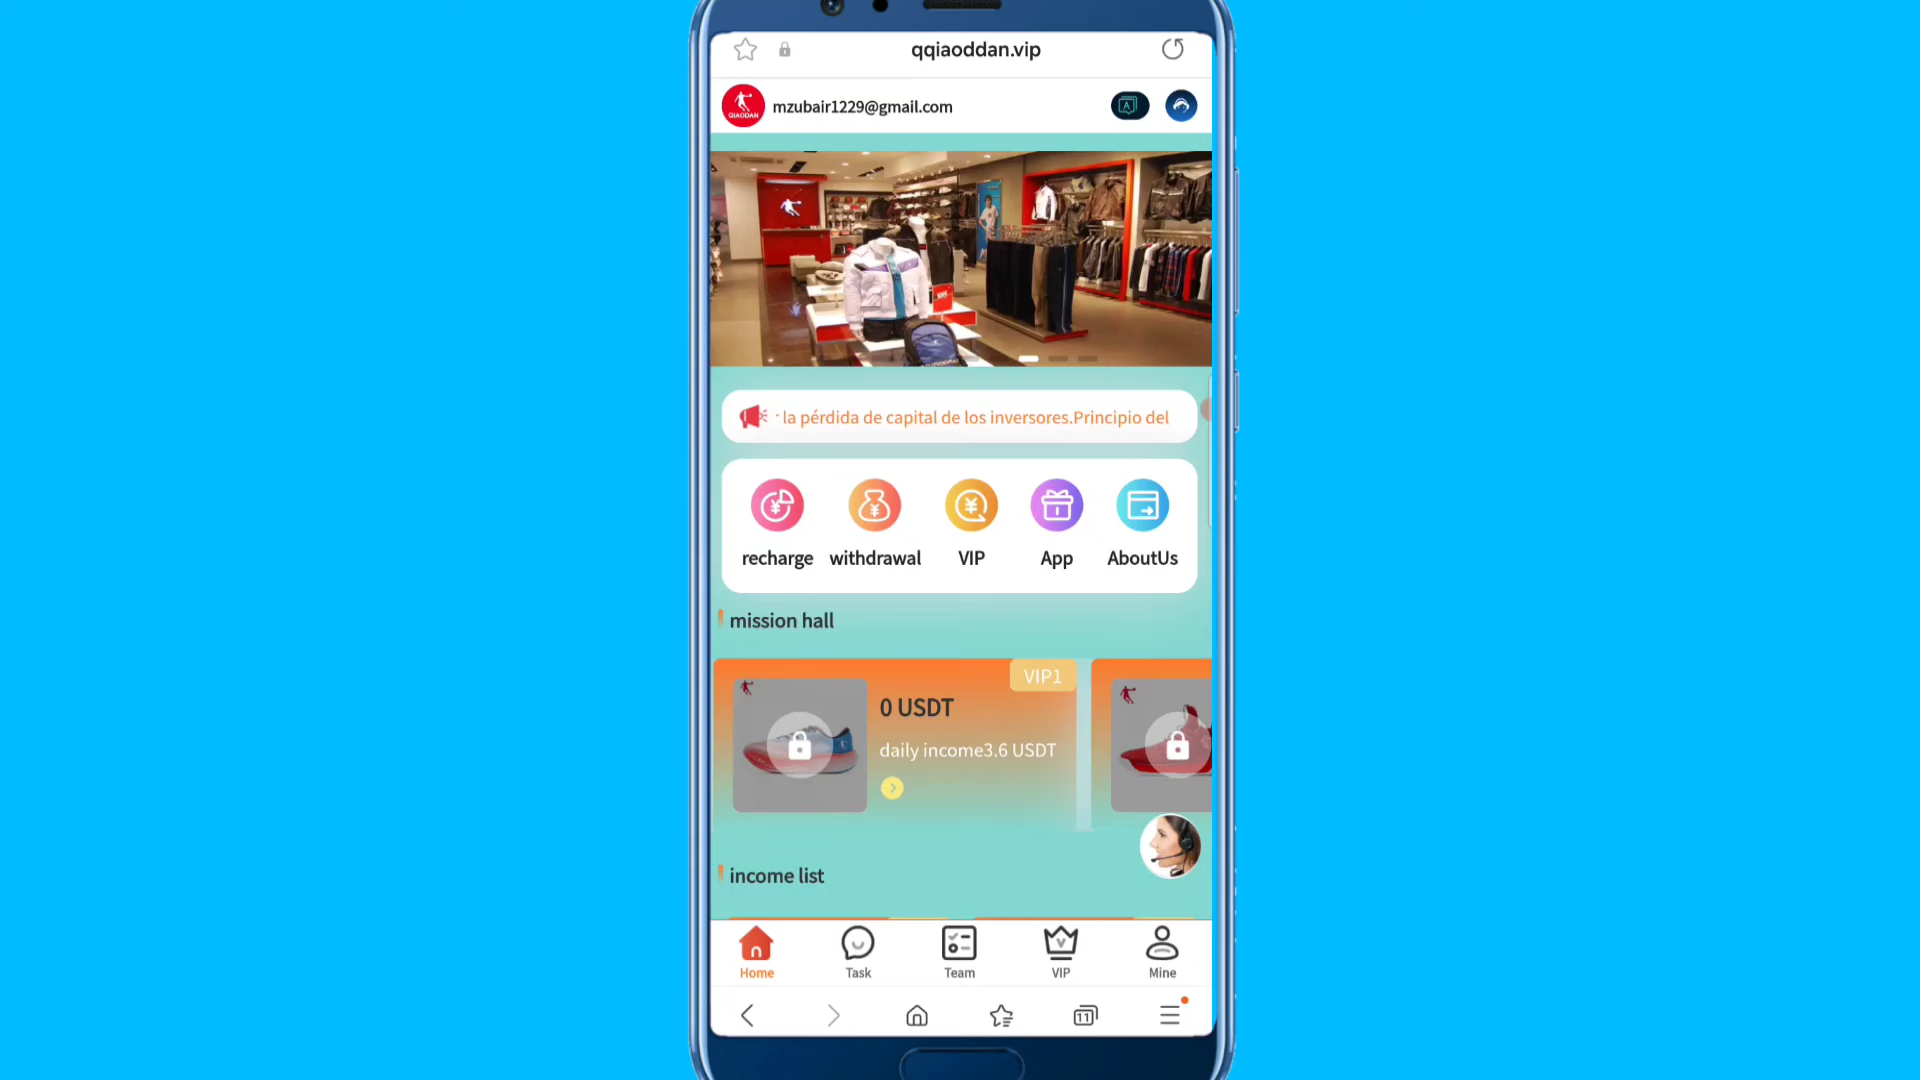 qqiaoddan.vip
QIAODAN
mzubair1229@gmail.com
A
la pérdida de capital de los inversores.Principio del
recharge withdrawal VIP App AboutUs
mission hall
VIP1
0 USDT
daily income3.6 USDT
income list
Home Task Team VIP Mine
11